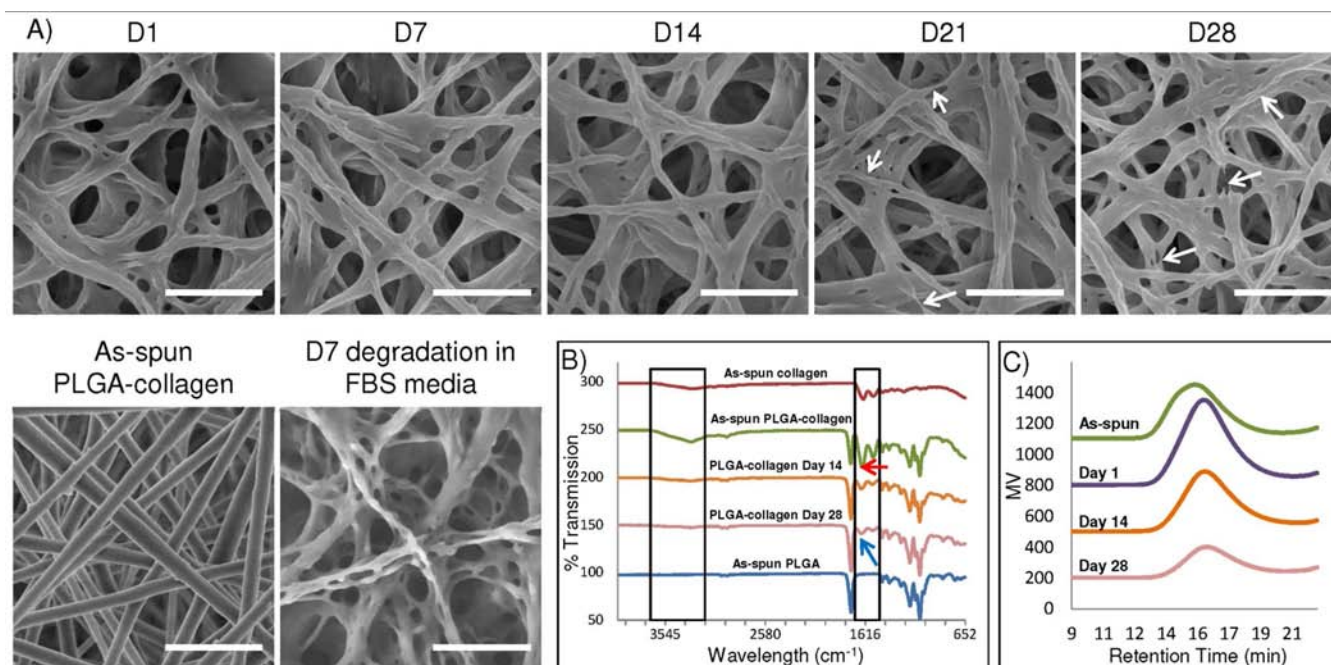 A)
D1
D7
D14
D21
D28
As-spun
PLGA-collagen
D7 degradation in
FBS media
B)
300
250
200
150
100
50
% Transmission
As-spun collagen
As-spun PLGA-collagen
PLGA-collagen Day 14
PLGA-collagen Day 28
As-spun PLGA
3545
2580
1616
652
Wavelength (cm⁻¹)
C)
1400
1200
1000
800
600
400
200
0
MV
As-spun
Day 1
Day 14
Day 28
9
11
12
14
16
17
19
21
Retention Time (min)